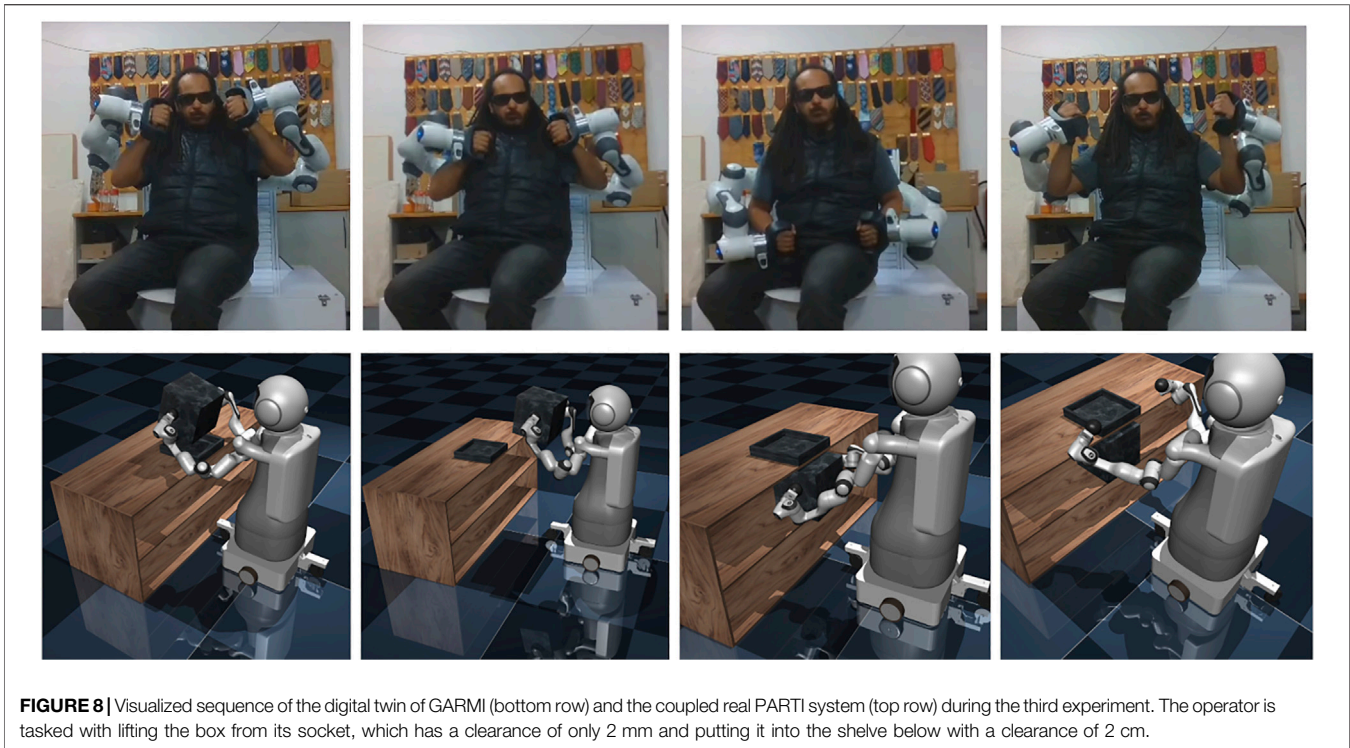 FIGURE 8 | Visualized sequence of the digital twin of GARMI (bottom row) and the coupled real PARTI system (top row) during the third experiment. The operator is
tasked with lifting the box from its socket, which has a clearance of only 2 mm and putting it into the shelve below with a clearance of 2 cm.